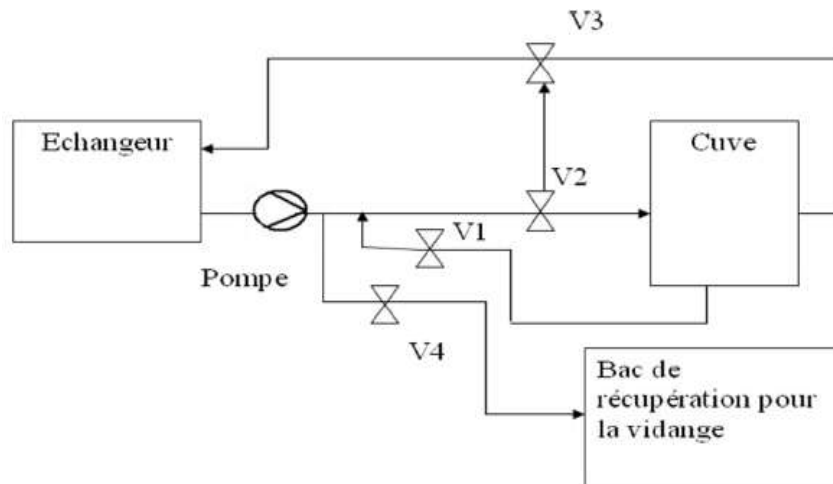 V3
Echangeur
Cuve
V2
V1
Pompe
V4
Bac de
récupération pour
la vidange